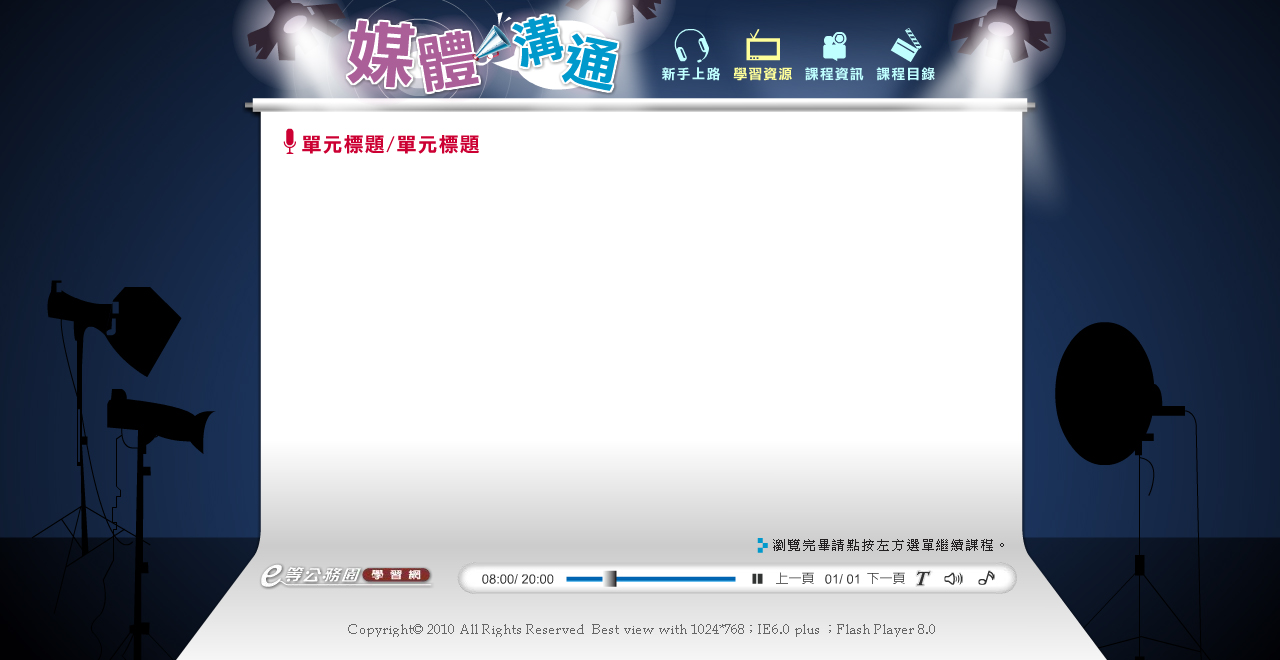 媒體溝通
新手上路 學習資源 課程資訊 課程目錄
單元標題/單元標題
瀏覽完畢請點按左方選單繼續課程。
e等公務園 學習網
08:00/ 20:00 上一頁 01/ 01 下一頁 T
Copyright© 2010 All Rights Reserved Best view with 1024*768；IE6.0 plus ；Flash Player 8.0